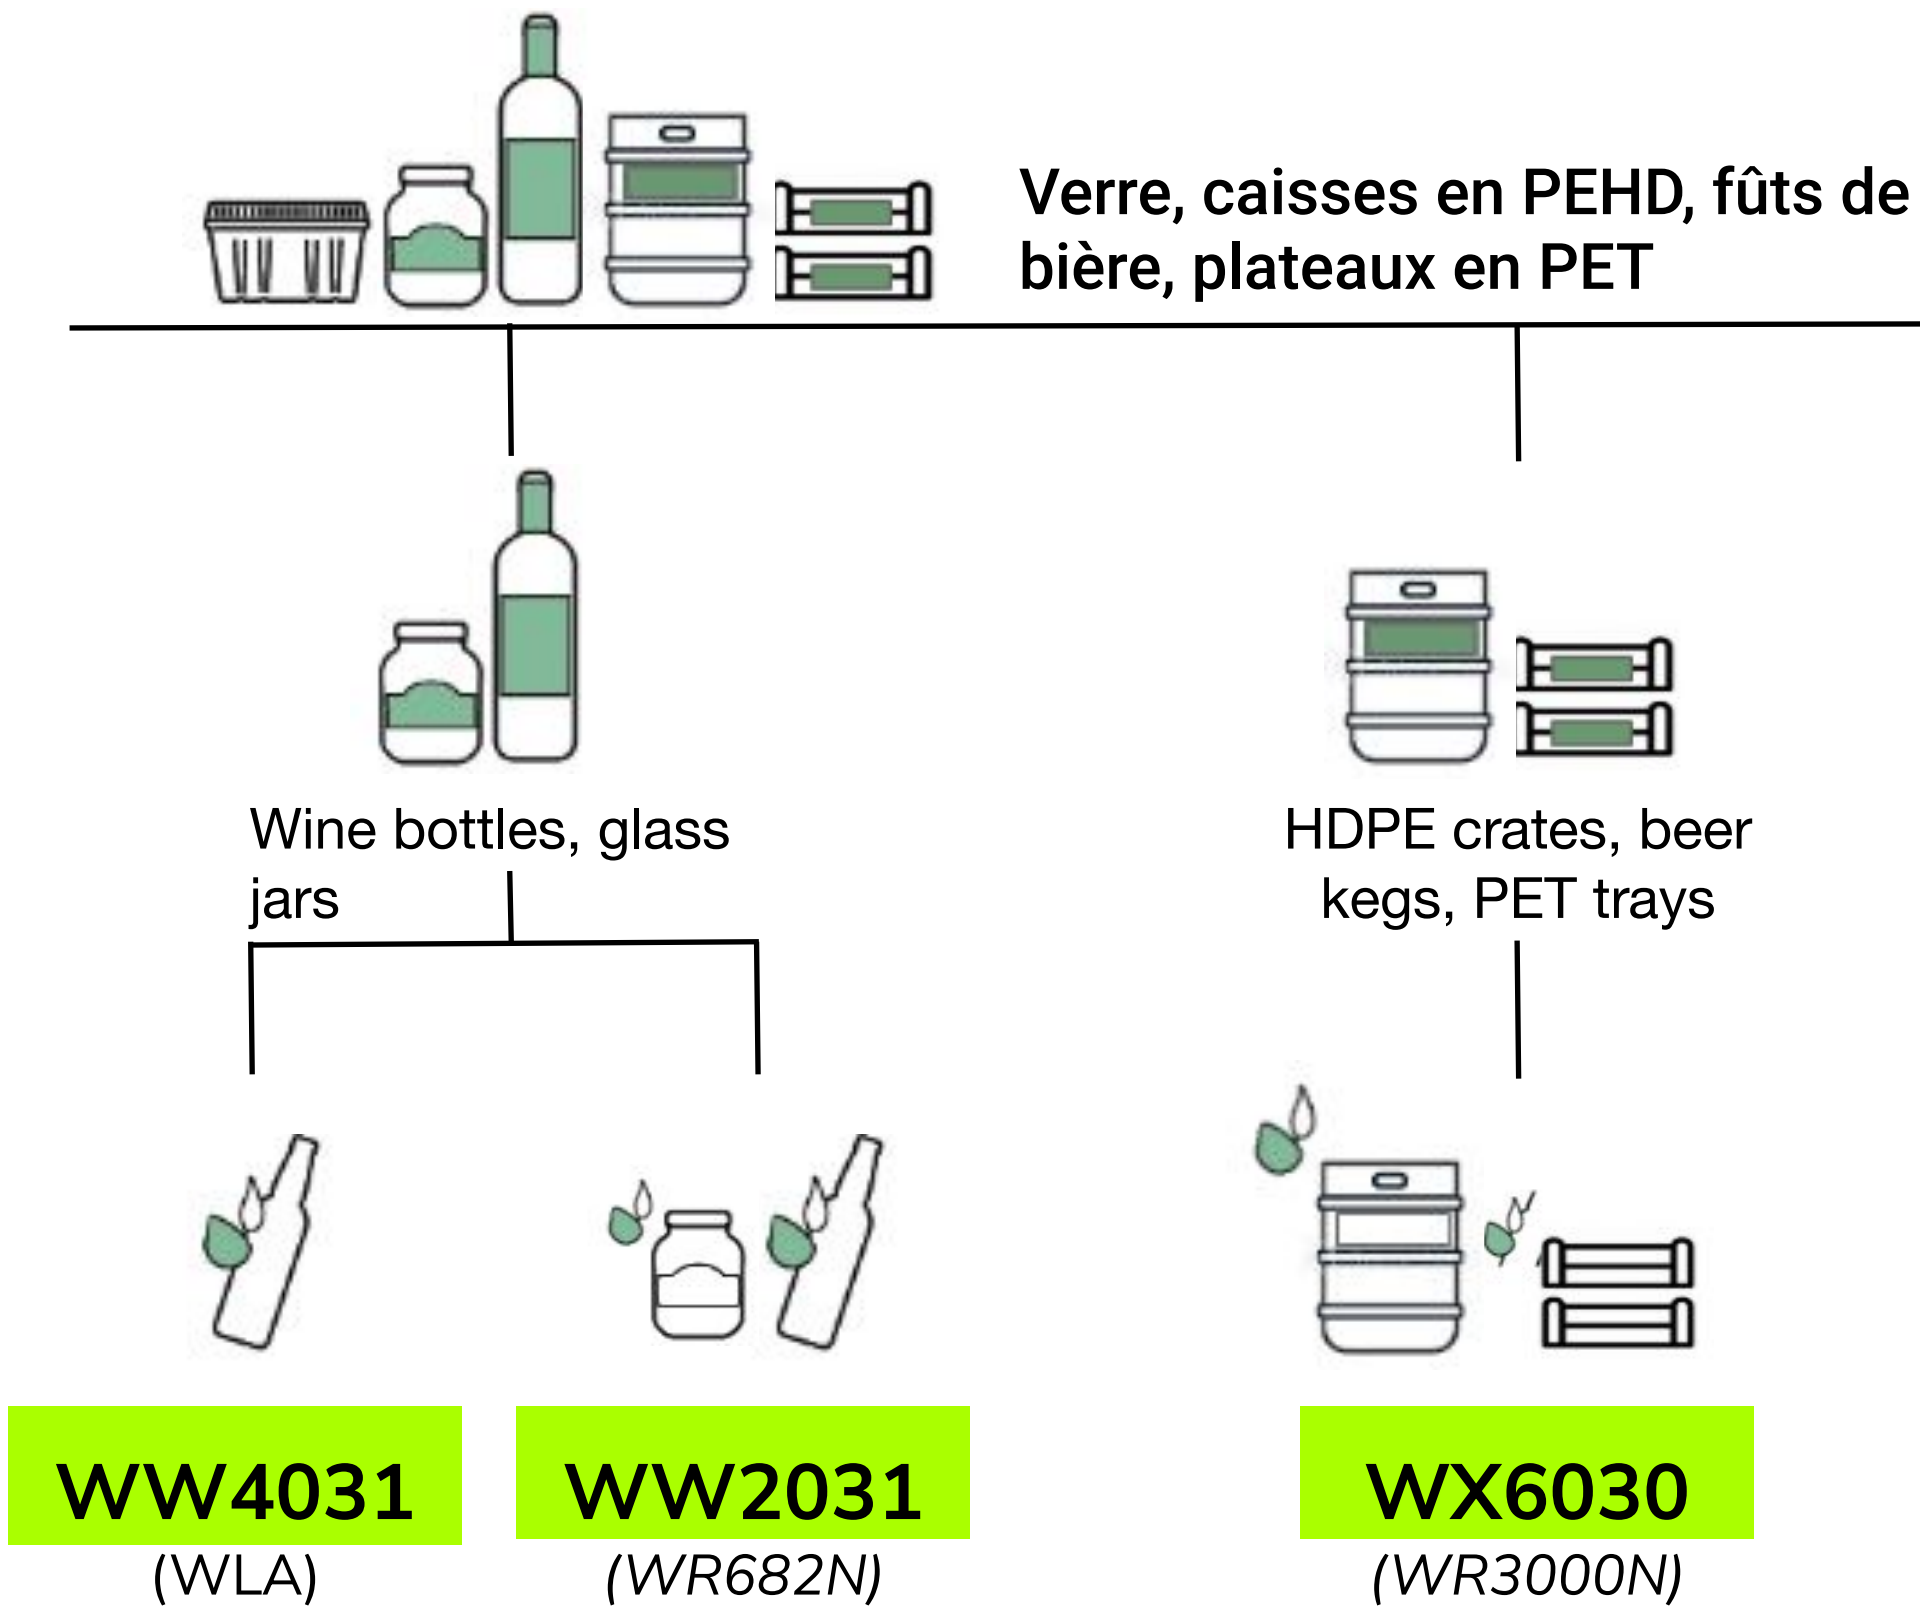 Verre, caisses en PEHD, fûts de
bière, plateaux en PET
Wine bottles, glass
jars
HDPE crates, beer
kegs, PET trays
WW4031
(WLA)
WW2031
(WR682N)
WX6030
(WR3000N)